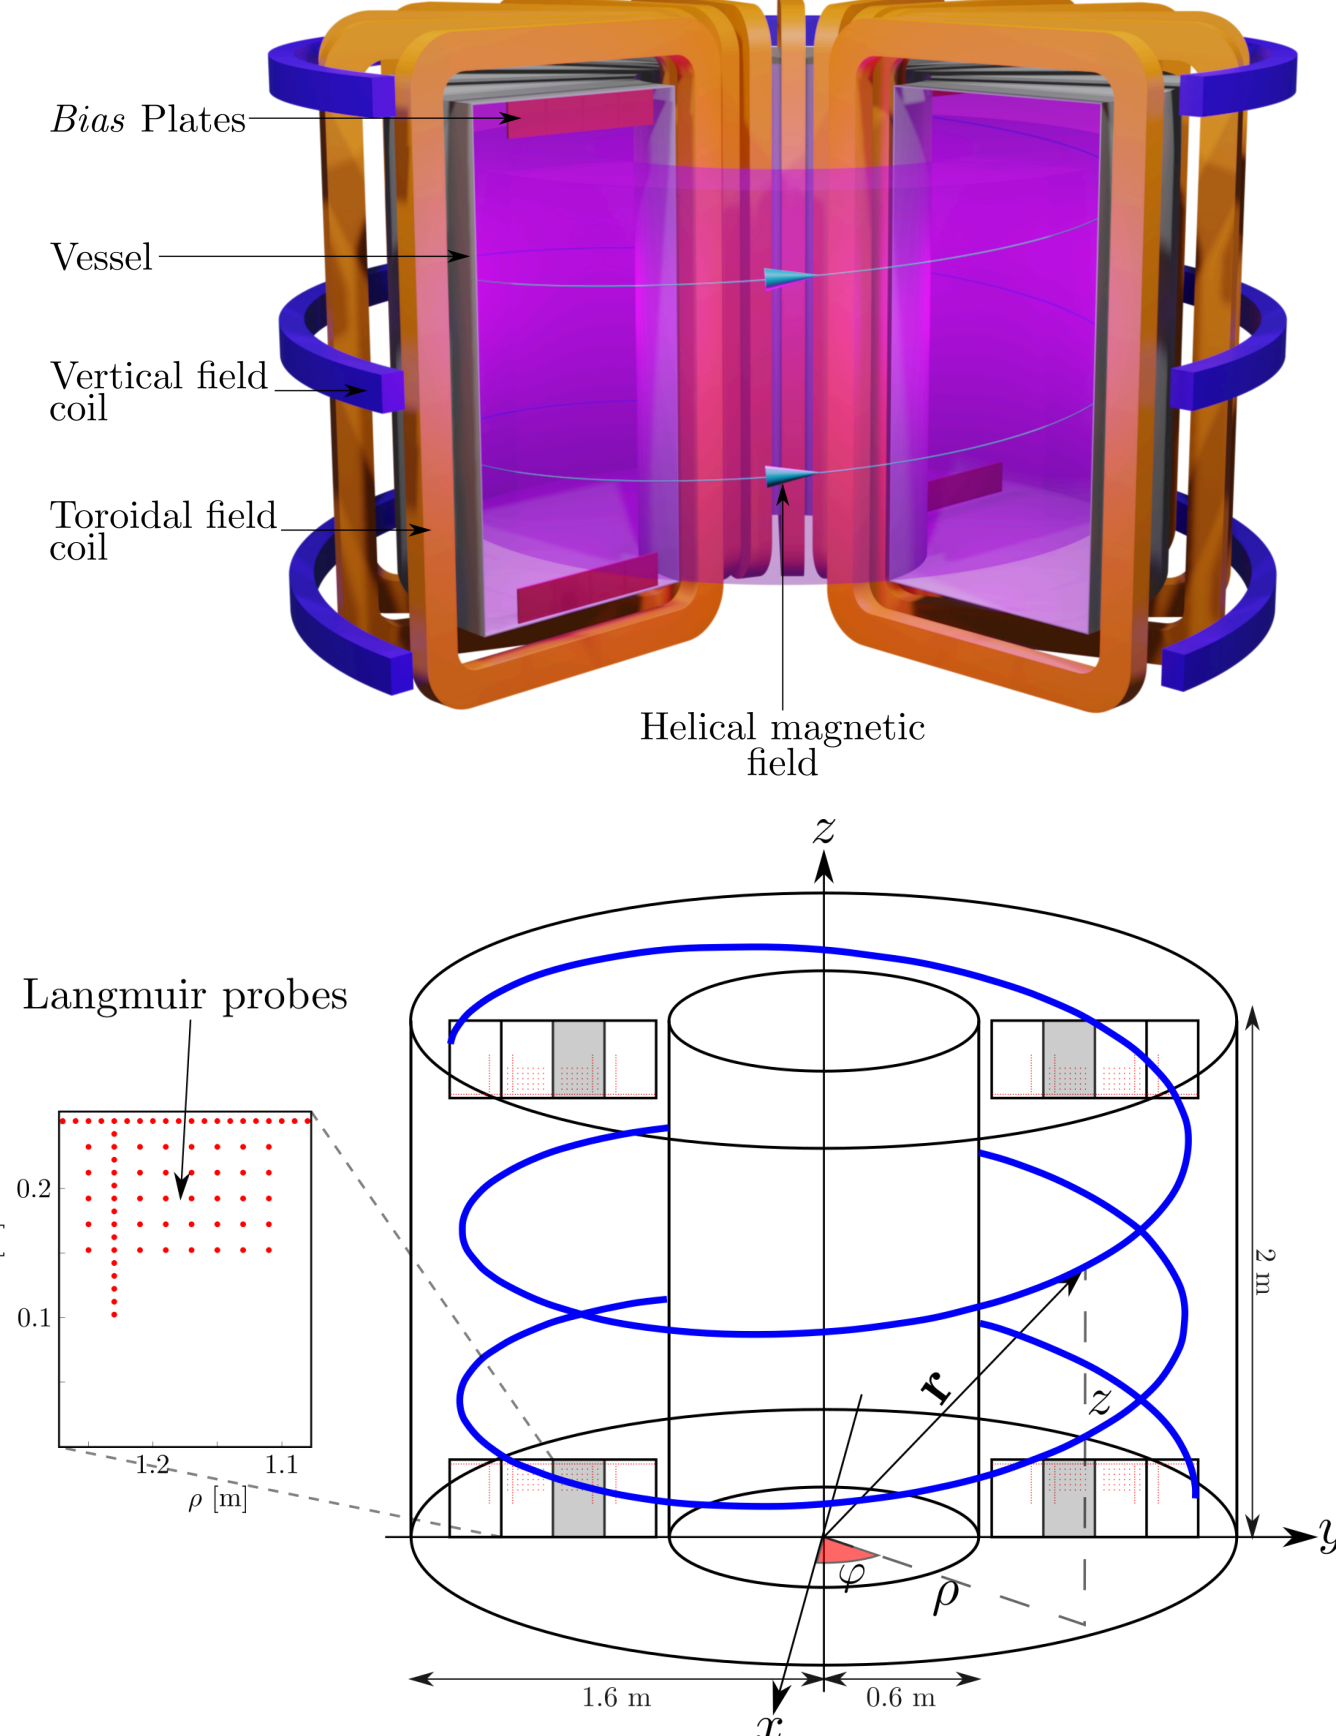 Bias Plates
Vessel
Vertical field
coil
Toroidal field
coil
Helical magnetic
field
z
Langmuir probes
0.2
0.1
1.2
1.1
ρ [m]
2 m
r
z
y
φ
ρ
1.6 m
0.6 m
x